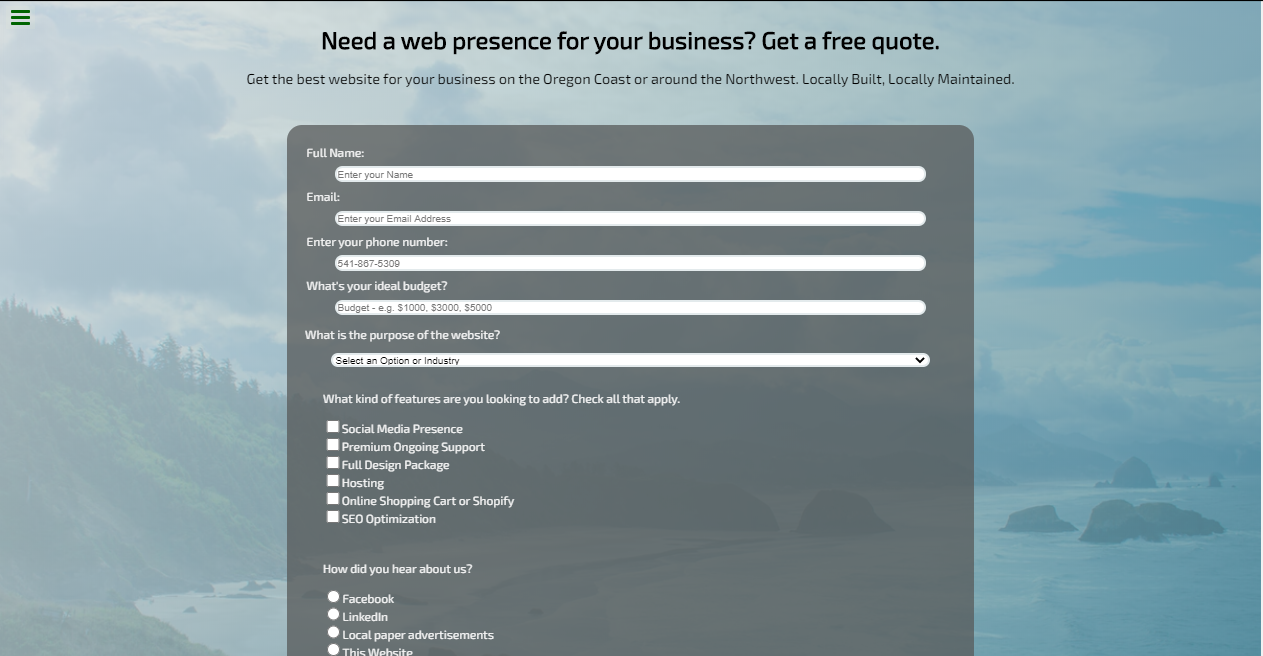 Need a web presence for your business? Get a free quote.
Get the best website for your business on the Oregon Coast or around the Northwest. Locally Built, Locally Maintained.
Full Name:
Enter your Name
Email:
Enter your Email Address
Enter your phone number:
541-867-5309
What's your ideal budget?
Budget - e.g. $1000, $3000, $5000
What is the purpose of the website?
Select an Option or Industry
What kind of features are you looking to add? Check all that apply.
Social Media Presence
Premium Ongoing Support
Full Design Package
Hosting
Online Shopping Cart or Shopify
SEO Optimization
How did you hear about us?
Facebook
LinkedIn
Local paper advertisements
This Website